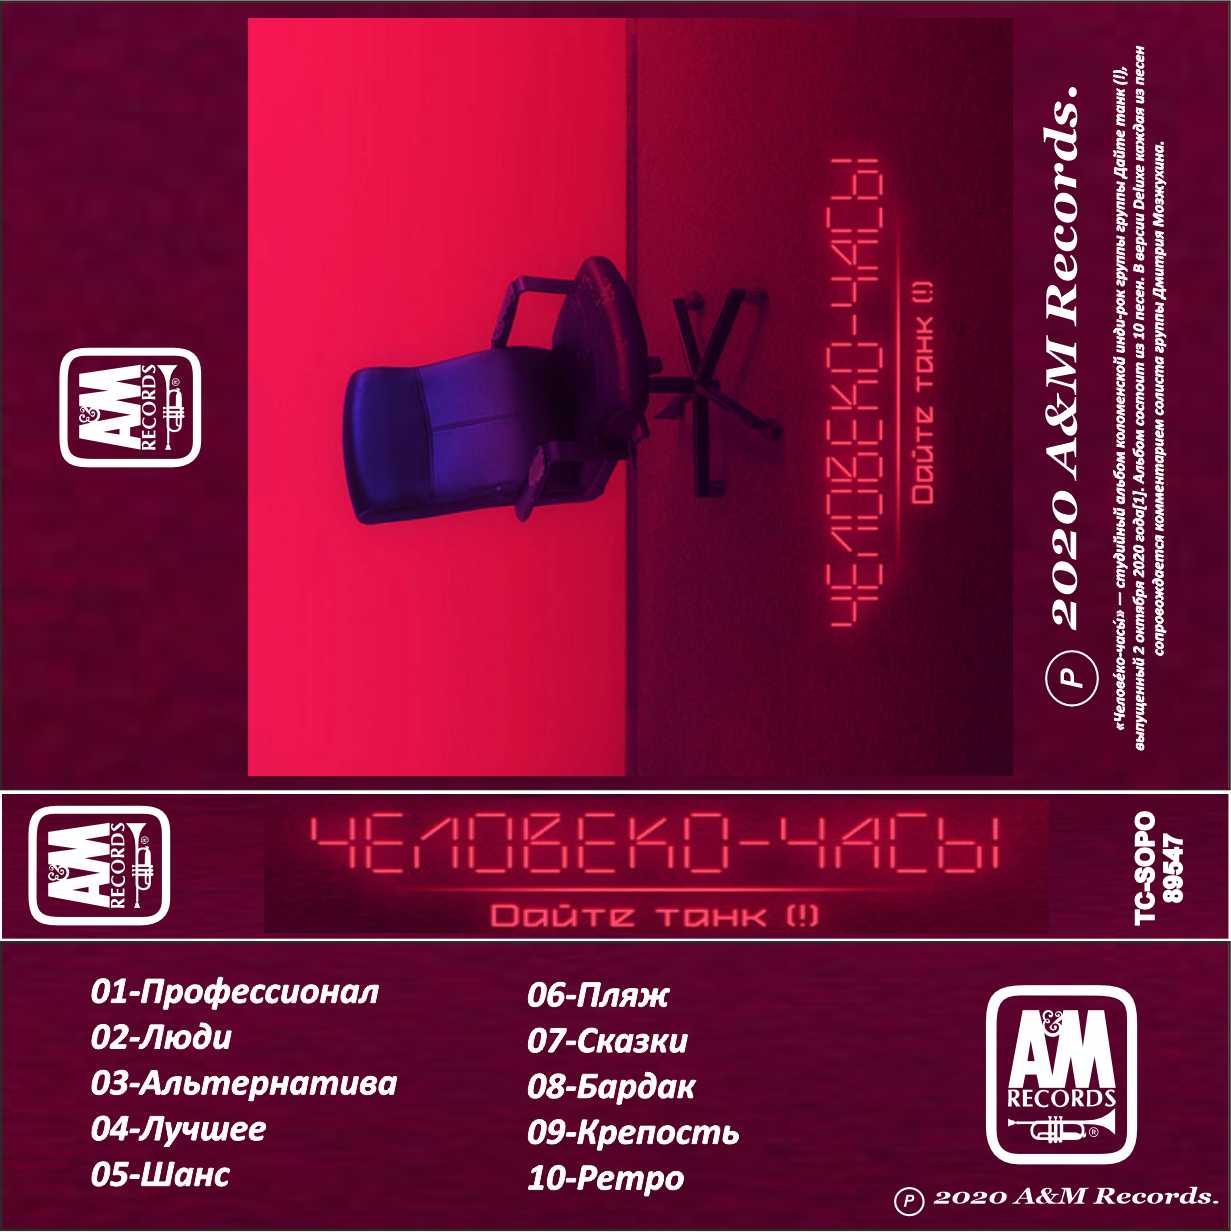 A&M
RECORDS
®
ЧЕЛОВЕКО-ЧАСЫ
Дайте танк (!)
Ⓟ 2020 A&M Records.
«Челове́ко-часы́» — студийный альбом коломенской инди-рок группы группы Дайте танк (!),
выпущенный 2 октября 2020 года[1]. Альбом состоит из 10 песен. В версии Deluxe каждая из песен
сопровождается комментарием солиста группы Дмитрия Мозжухина.
A&M
RECORDS
®
ЧЕЛОВЕКО-ЧАСЫ
Дайте танк (!)
TC-SOPO
89547
01-Профессионал
02-Люди
03-Альтернатива
04-Лучшее
05-Шанс
06-Пляж
07-Сказки
08-Бардак
09-Крепость
10-Ретро
A&M
RECORDS
®
Ⓟ 2020 A&M Records.